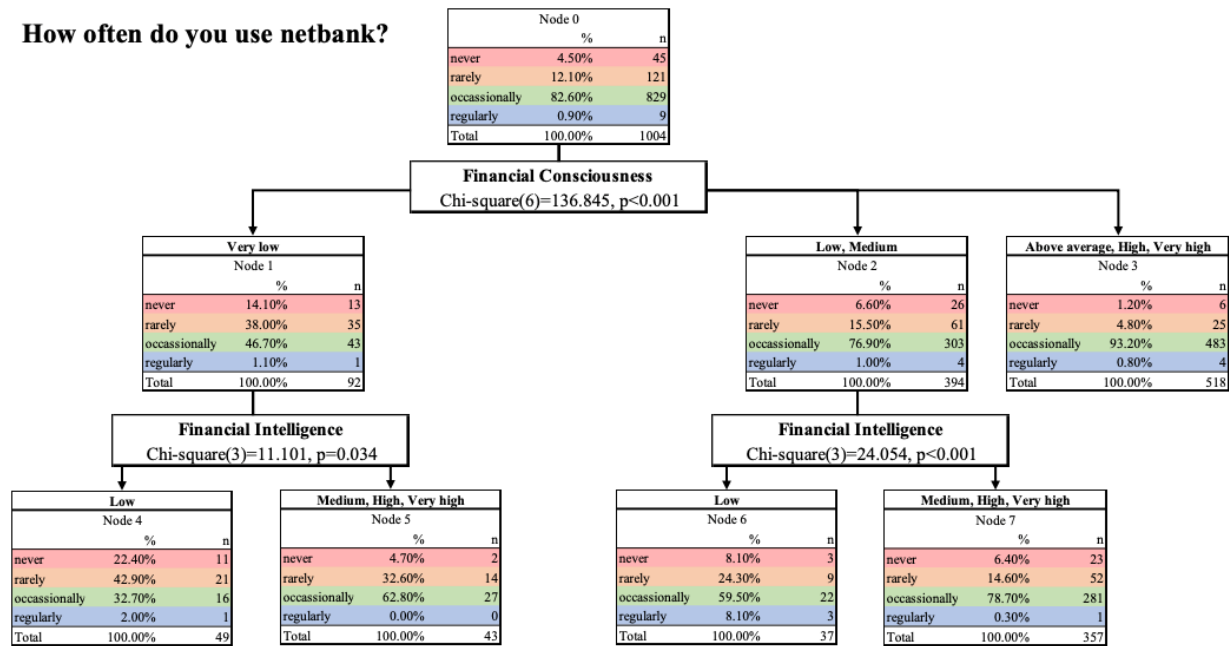 How often do you use netbank?
Node 0
% n
never 4.50% 45
rarely 12.10% 121
occassionally 82.60% 829
regularly 0.90% 9
Total 100.00% 1004
Financial Consciousness
Chi-square(6)=136.845, p<0.001
Very low
Node 1
% n
never 14.10% 13
rarely 38.00% 35
occassionally 46.70% 43
regularly 1.10% 1
Total 100.00% 92
Low, Medium
Node 2
% n
never 6.60% 26
rarely 15.50% 61
occassionally 76.90% 303
regularly 1.00% 4
Total 100.00% 394
Above average, High, Very high
Node 3
% n
never 1.20% 6
rarely 4.80% 25
occassionally 93.20% 483
regularly 0.80% 4
Total 100.00% 518
Financial Intelligence
Chi-square(3)=11.101, p=0.034
Financial Intelligence
Chi-square(3)=24.054, p<0.001
Low
Node 4
% n
never 22.40% 11
rarely 42.90% 21
occassionally 32.70% 16
regularly 2.00% 1
Total 100.00% 49
Medium, High, Very high
Node 5
% n
never 4.70% 2
rarely 32.60% 14
occassionally 62.80% 27
regularly 0.00% 0
Total 100.00% 43
Low
Node 6
% n
never 8.10% 3
rarely 24.30% 9
occassionally 59.50% 22
regularly 8.10% 3
Total 100.00% 37
Medium, High, Very high
Node 7
% n
never 6.40% 23
rarely 14.60% 52
occassionally 78.70% 281
regularly 0.30% 1
Total 100.00% 357